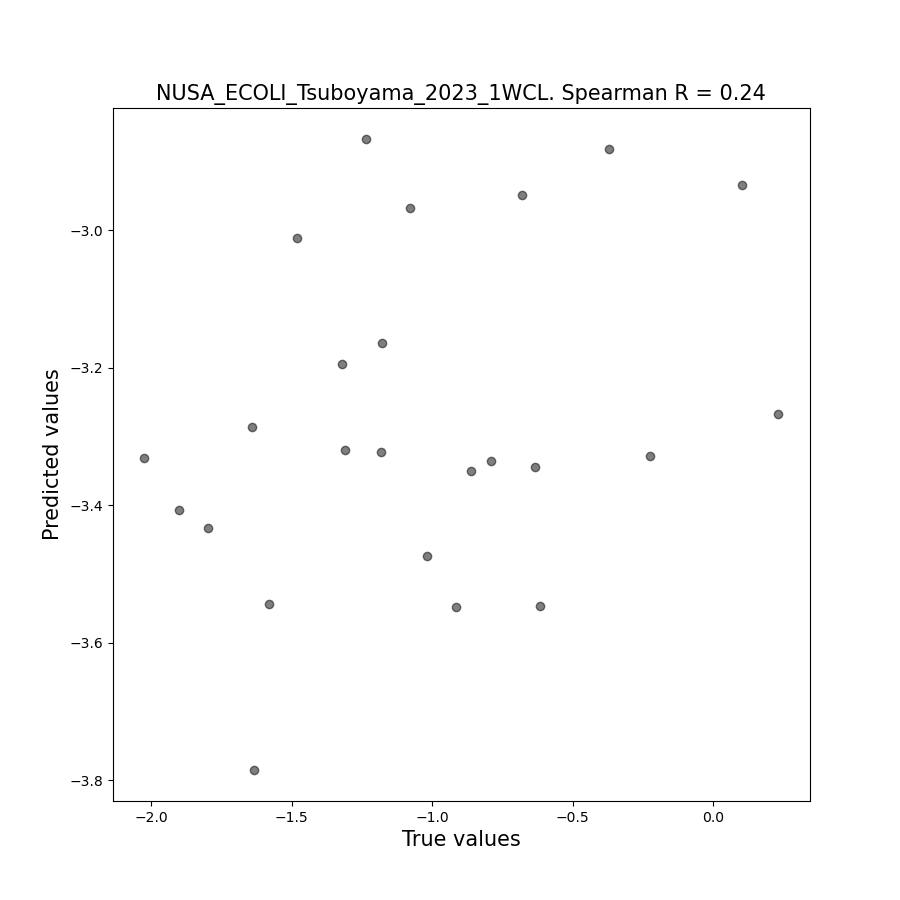 NUSA_ECOLI_Tsuboyama_2023_1WCL. Spearman R = 0.24
Predicted values
−3.0
−3.2
−3.4
−3.6
−3.8
−2.0 −1.5 −1.0 −0.5 0.0
True values